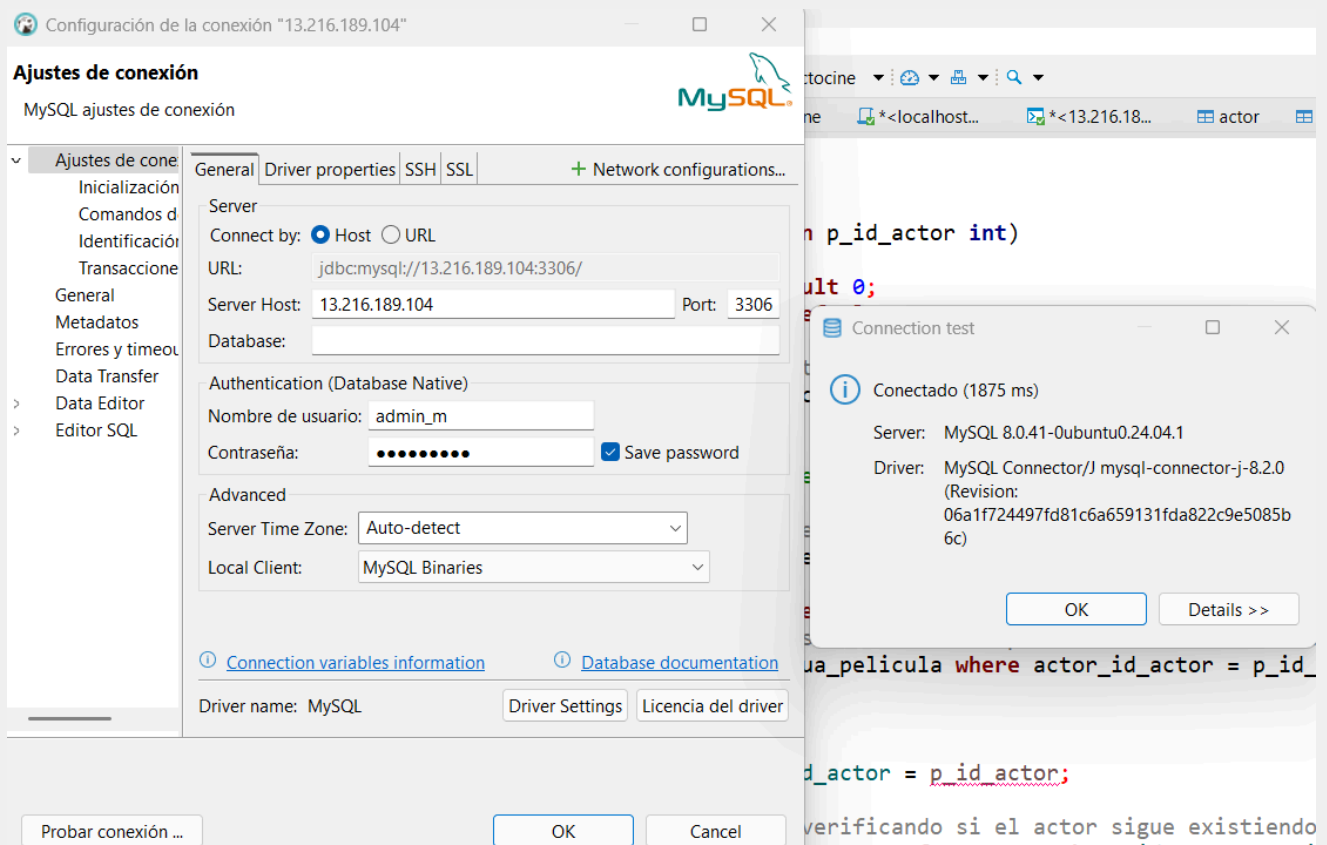 Configuración de la conexión "13.216.189.104"
Ajustes de conexión
MySQL ajustes de conexión
MySQL®
Ajustes de cone
Inicialización
Comandos d
Identificación
Transaccione
General
Metadatos
Errores y timeou
Data Transfer
Data Editor
Editor SQL
General Driver properties SSH SSL + Network configurations...
Server
Connect by: Host URL
URL: jdbc:mysql://13.216.189.104:3306/
Server Host: 13.216.189.104 Port: 3306
Database:
Authentication (Database Native)
Nombre de usuario: admin_m
Contraseña: ●●●●●●●●● Save password
Advanced
Server Time Zone: Auto-detect
Local Client: MySQL Binaries
Connection variables information Database documentation
Driver name: MySQL Driver Settings Licencia del driver
Probar conexión ... OK Cancel
ctocine
ne *<localhost... *<13.216.18... actor
n p_id_actor int)
ult 0;
Connection test
Conectado (1875 ms)
Server: MySQL 8.0.41-0ubuntu0.24.04.1
Driver: MySQL Connector/J mysql-connector-j-8.2.0
(Revision:
06a1f724497fd81c6a659131fda822c9e5085b
6c)
OK Details >>
ua_pelicula where actor_id_actor = p_id_
d_actor = p_id_actor;
verificando si el actor sigue existiendo